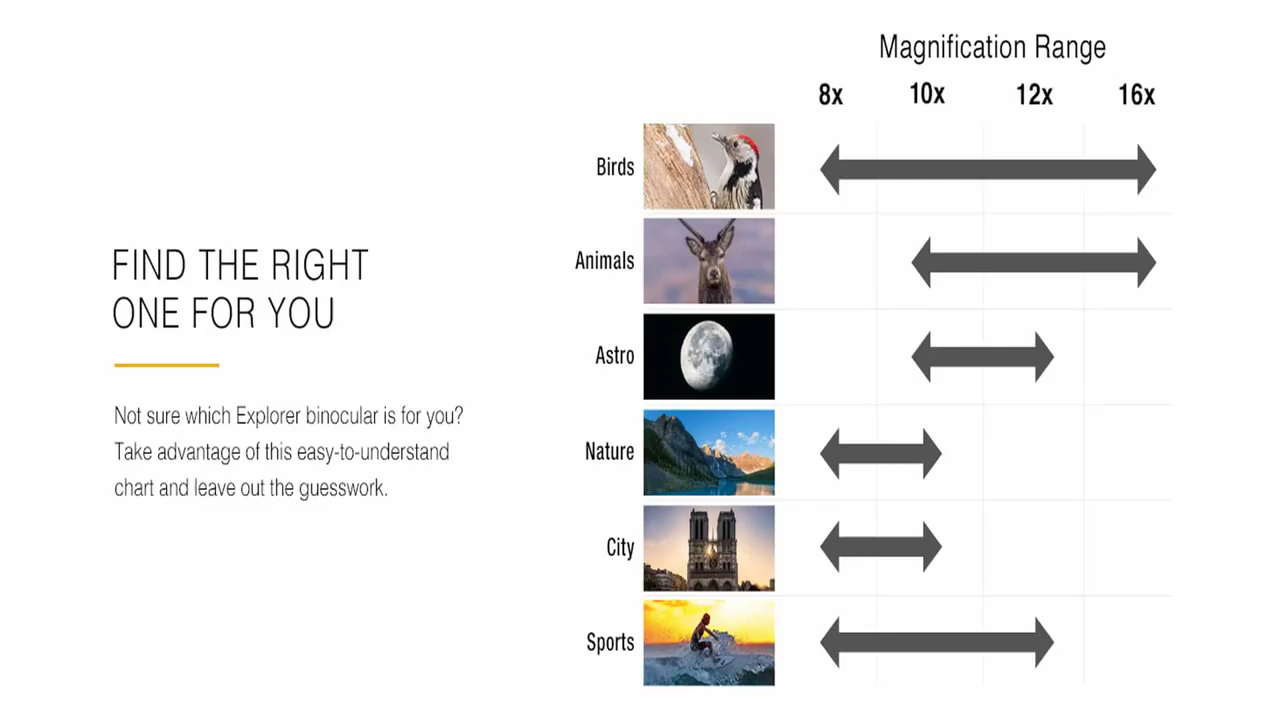 FIND THE RIGHT
ONE FOR YOU
Not sure which Explorer binocular is for you?
Take advantage of this easy-to-understand
chart and leave out the guesswork.
Magnification Range
8x 10x 12x 16x
Birds
Animals
Astro
Nature
City
Sports